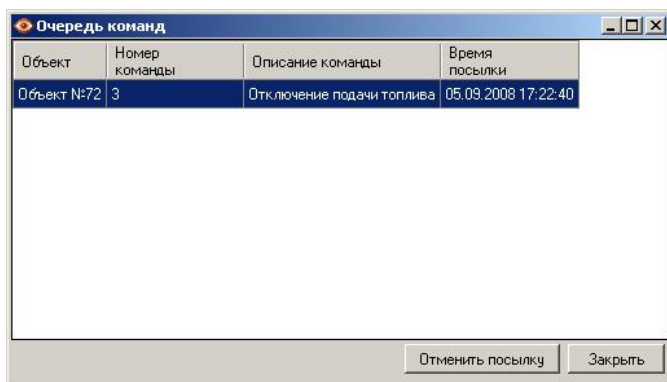 Очередь команд
Объект Номер команды Описание команды Время посылки
Объект №72 3 Отключение подачи топлива 05.09.2008 17:22:40
Отменить посылку Закрыть